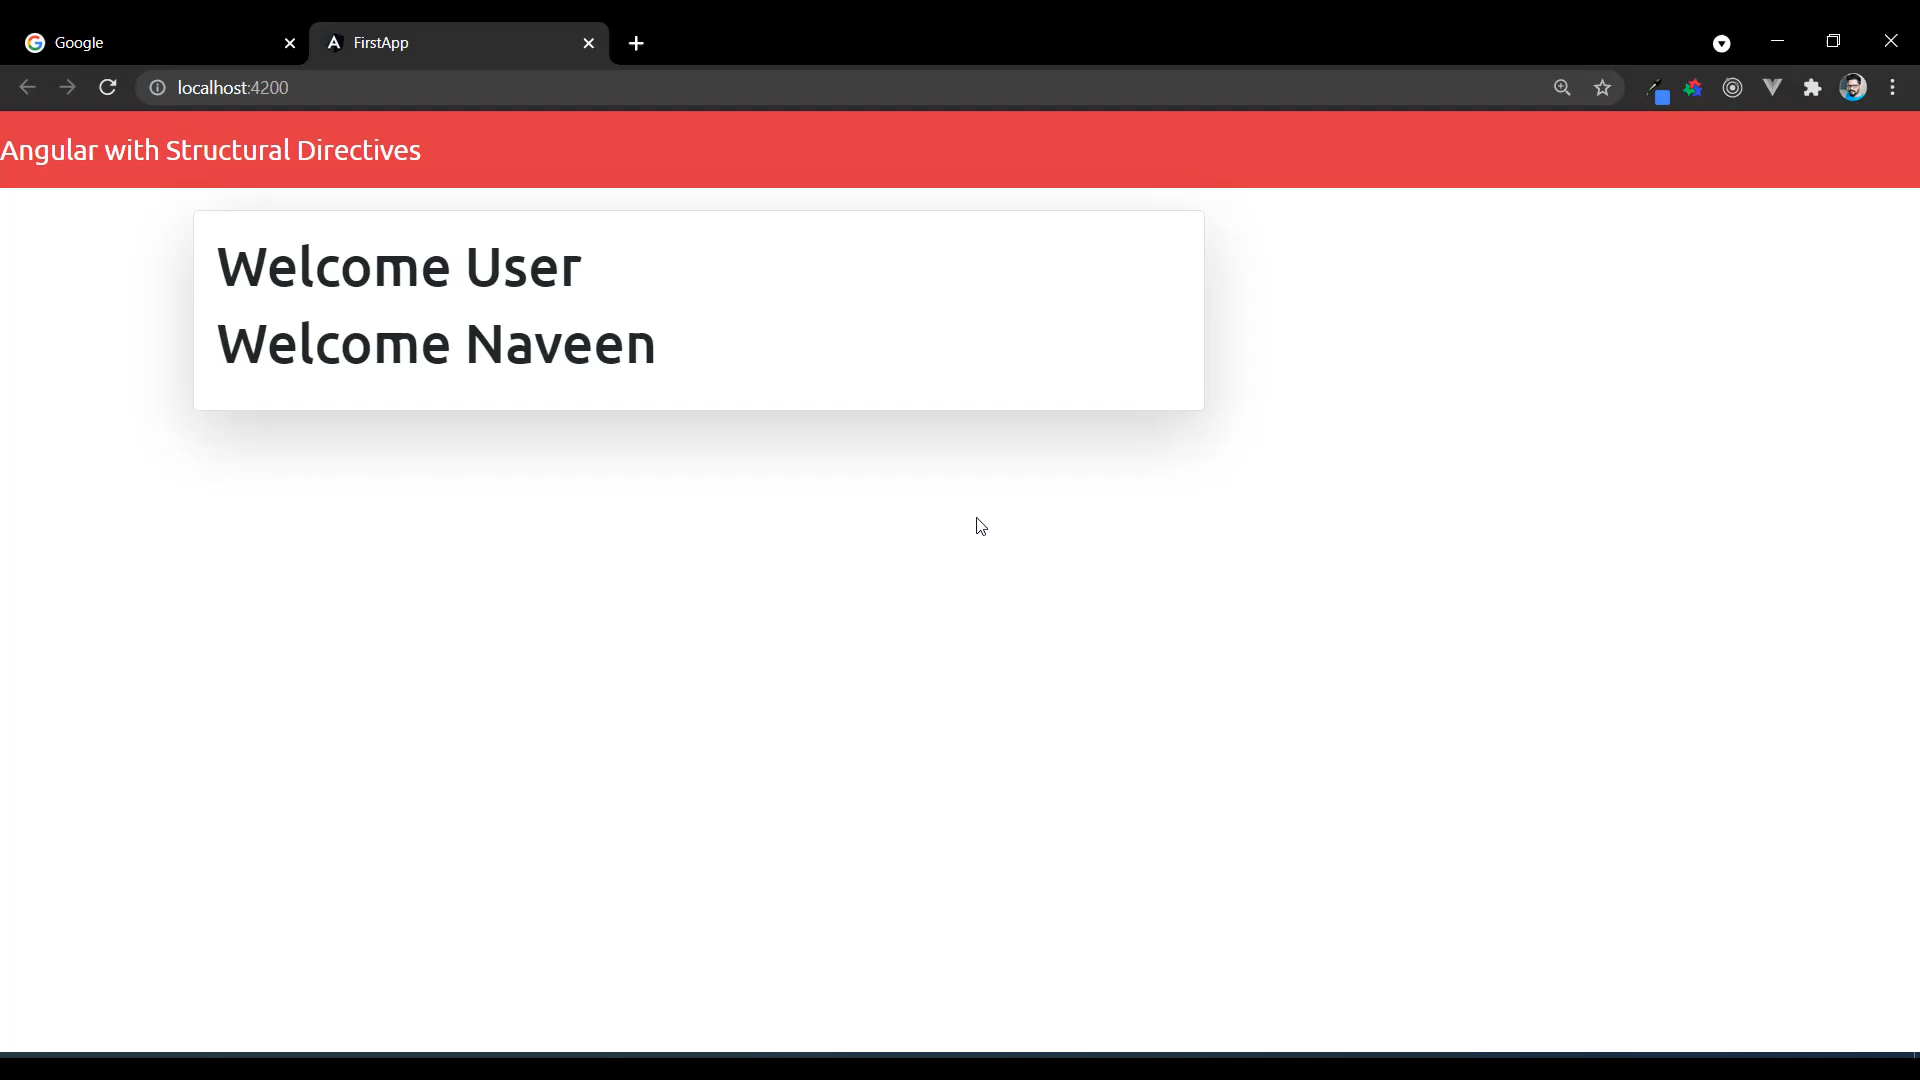 Google
FirstApp
localhost:4200
Angular with Structural Directives
Welcome User
Welcome Naveen